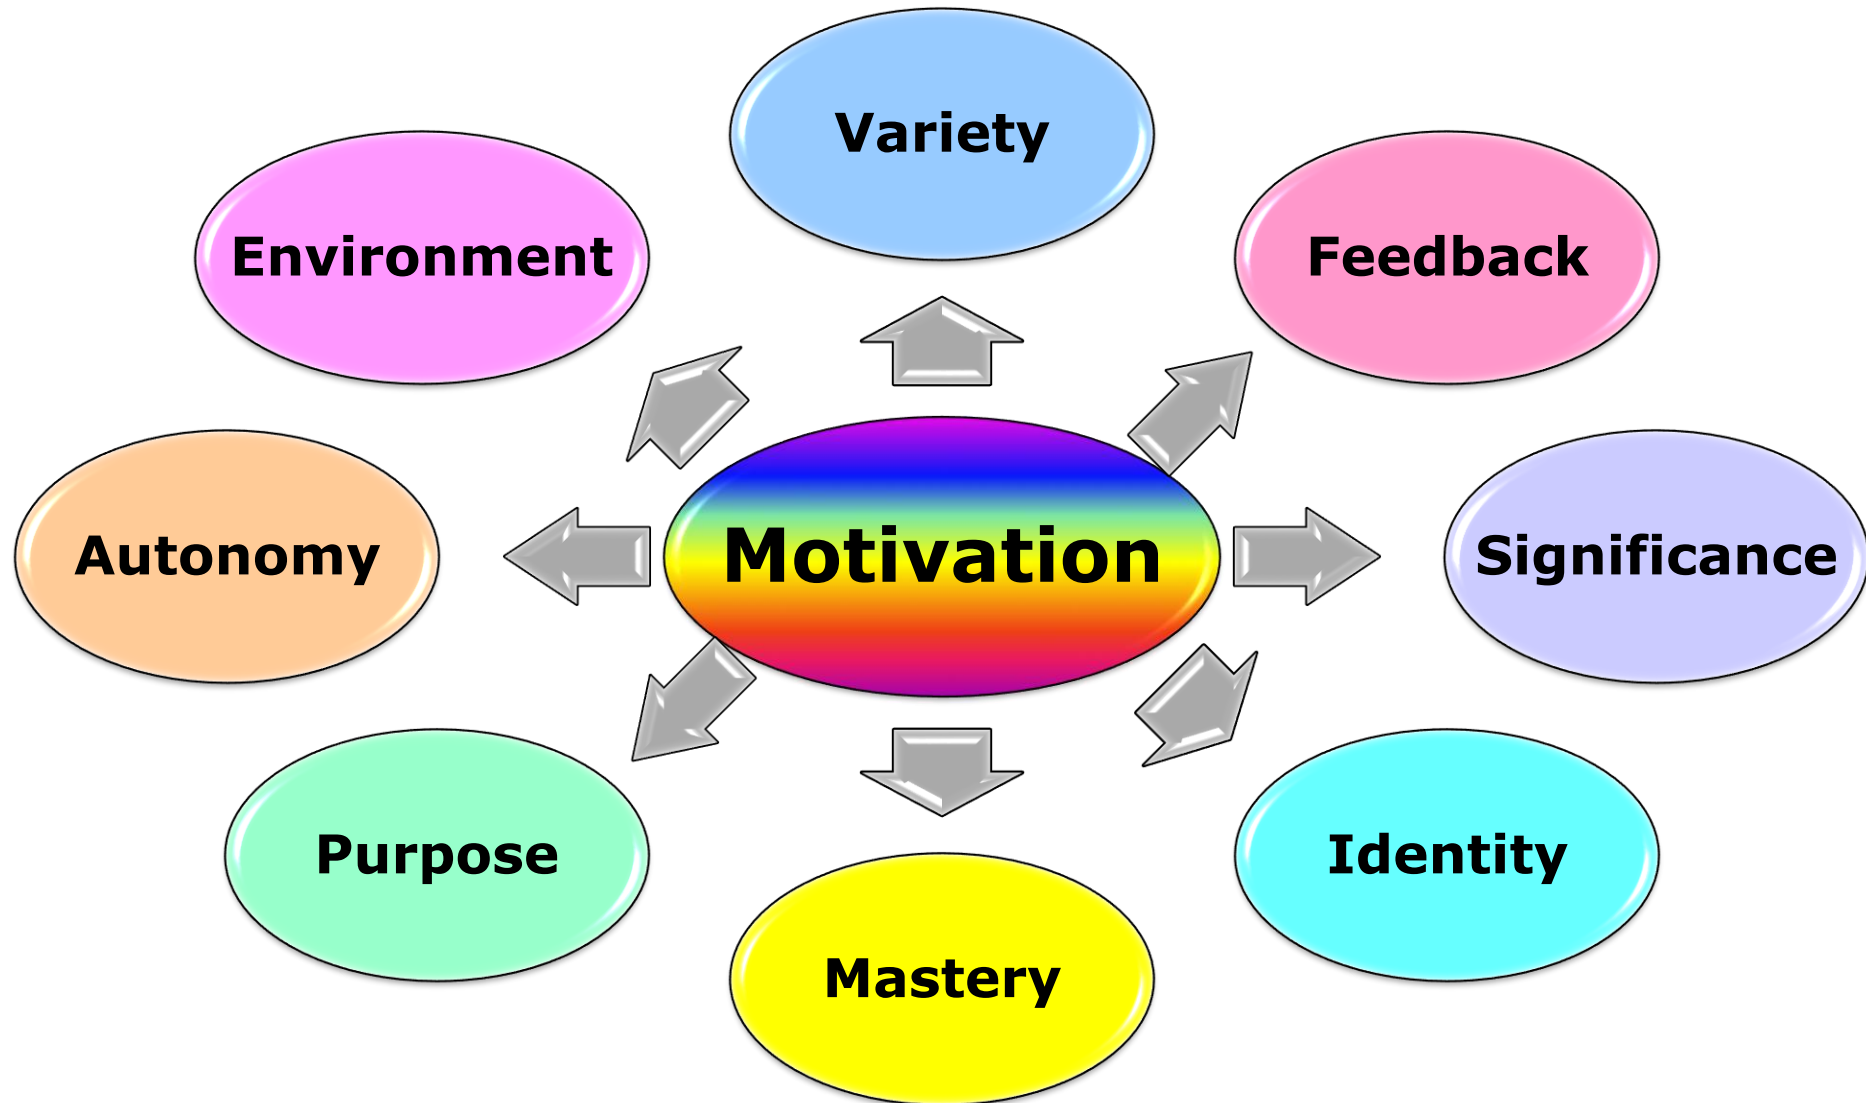 Variety
Environment
Feedback
Autonomy
Motivation
Significance
Purpose
Identity
Mastery